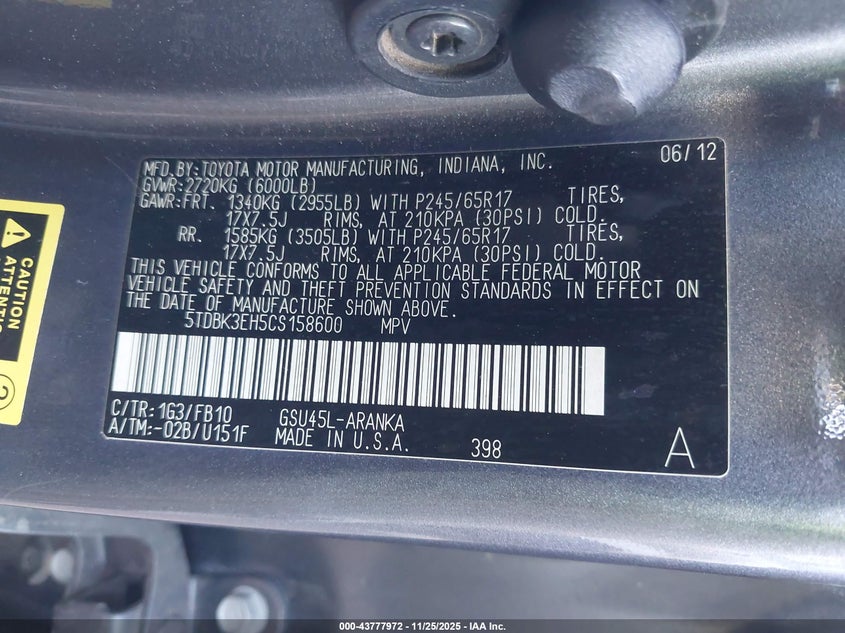 MFD.BY: TOYOTA MOTOR MANUFACTURING, INDIANA, INC. 06/12
GVWR: 2720KG (6000LB)
GAWR: FRT. 1340KG (2955LB) WITH P245/65R17 TIRES,
17X7.5J RIMS, AT 210KPA (30PSI) COLD.
RR. 1585KG (3505LB) WITH P245/65R17 TIRES,
17X7.5J RIMS, AT 210KPA (30PSI) COLD.
THIS VEHICLE CONFORMS TO ALL APPLICABLE FEDERAL MOTOR
VEHICLE SAFETY AND THEFT PREVENTION STANDARDS IN EFFECT ON
THE DATE OF MANUFACTURE SHOWN ABOVE.
5TDBK3EH5CS158600 MPV
C/TR: 1G3/FB10 GSU45L-ARANKA
A/TM:-02B/U151F MADE IN U.S.A. 398 A
CAUTION
2
000-43777972 - 11/25/2025 - IAA Inc.